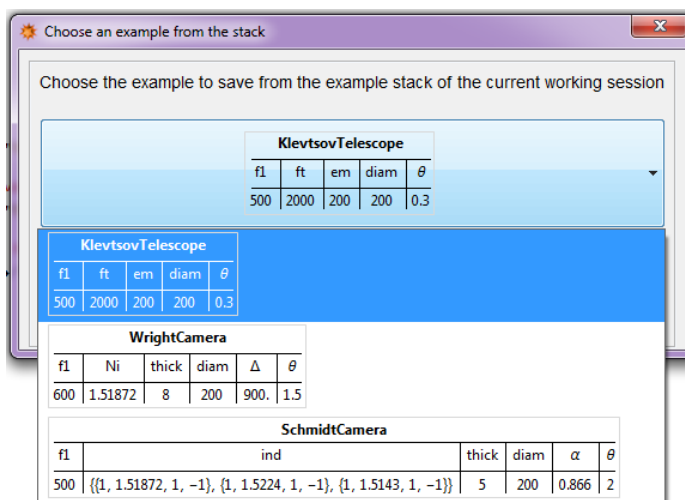 Choose an example from the stack
Choose the example to save from the example stack of the current working session
KlevtsovTelescope
f1 ft em diam θ
500 2000 200 200 0.3
KlevtsovTelescope
f1 ft em diam θ
500 2000 200 200 0.3
WrightCamera
f1 Ni thick diam Δ θ
600 1.51872 8 200 900. 1.5
SchmidtCamera
f1 ind thick diam α θ
500 {{1, 1.51872, 1, −1}, {1, 1.5224, 1, −1}, {1, 1.5143, 1, −1}} 5 200 0.866 2